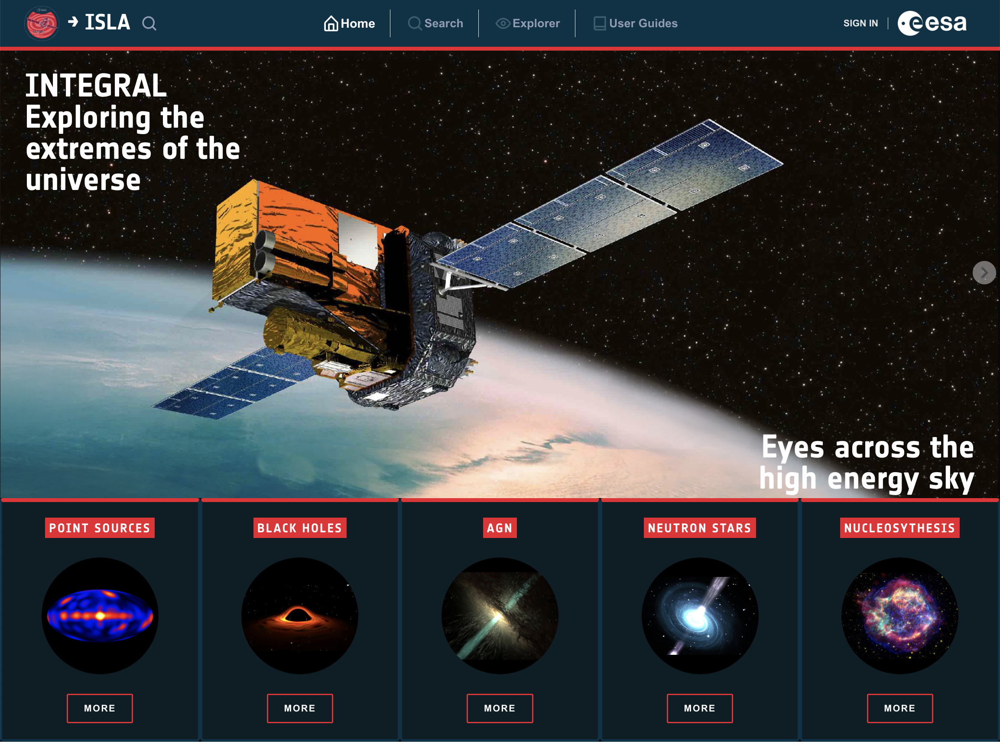 ISLA
Home
Search
Explorer
User Guides
SIGN IN
esa
INTEGRAL
Exploring the
extremes of the
universe
Eyes across the
high energy sky
POINT SOURCES
BLACK HOLES
AGN
NEUTRON STARS
NUCLEOSYTHESIS
MORE
MORE
MORE
MORE
MORE